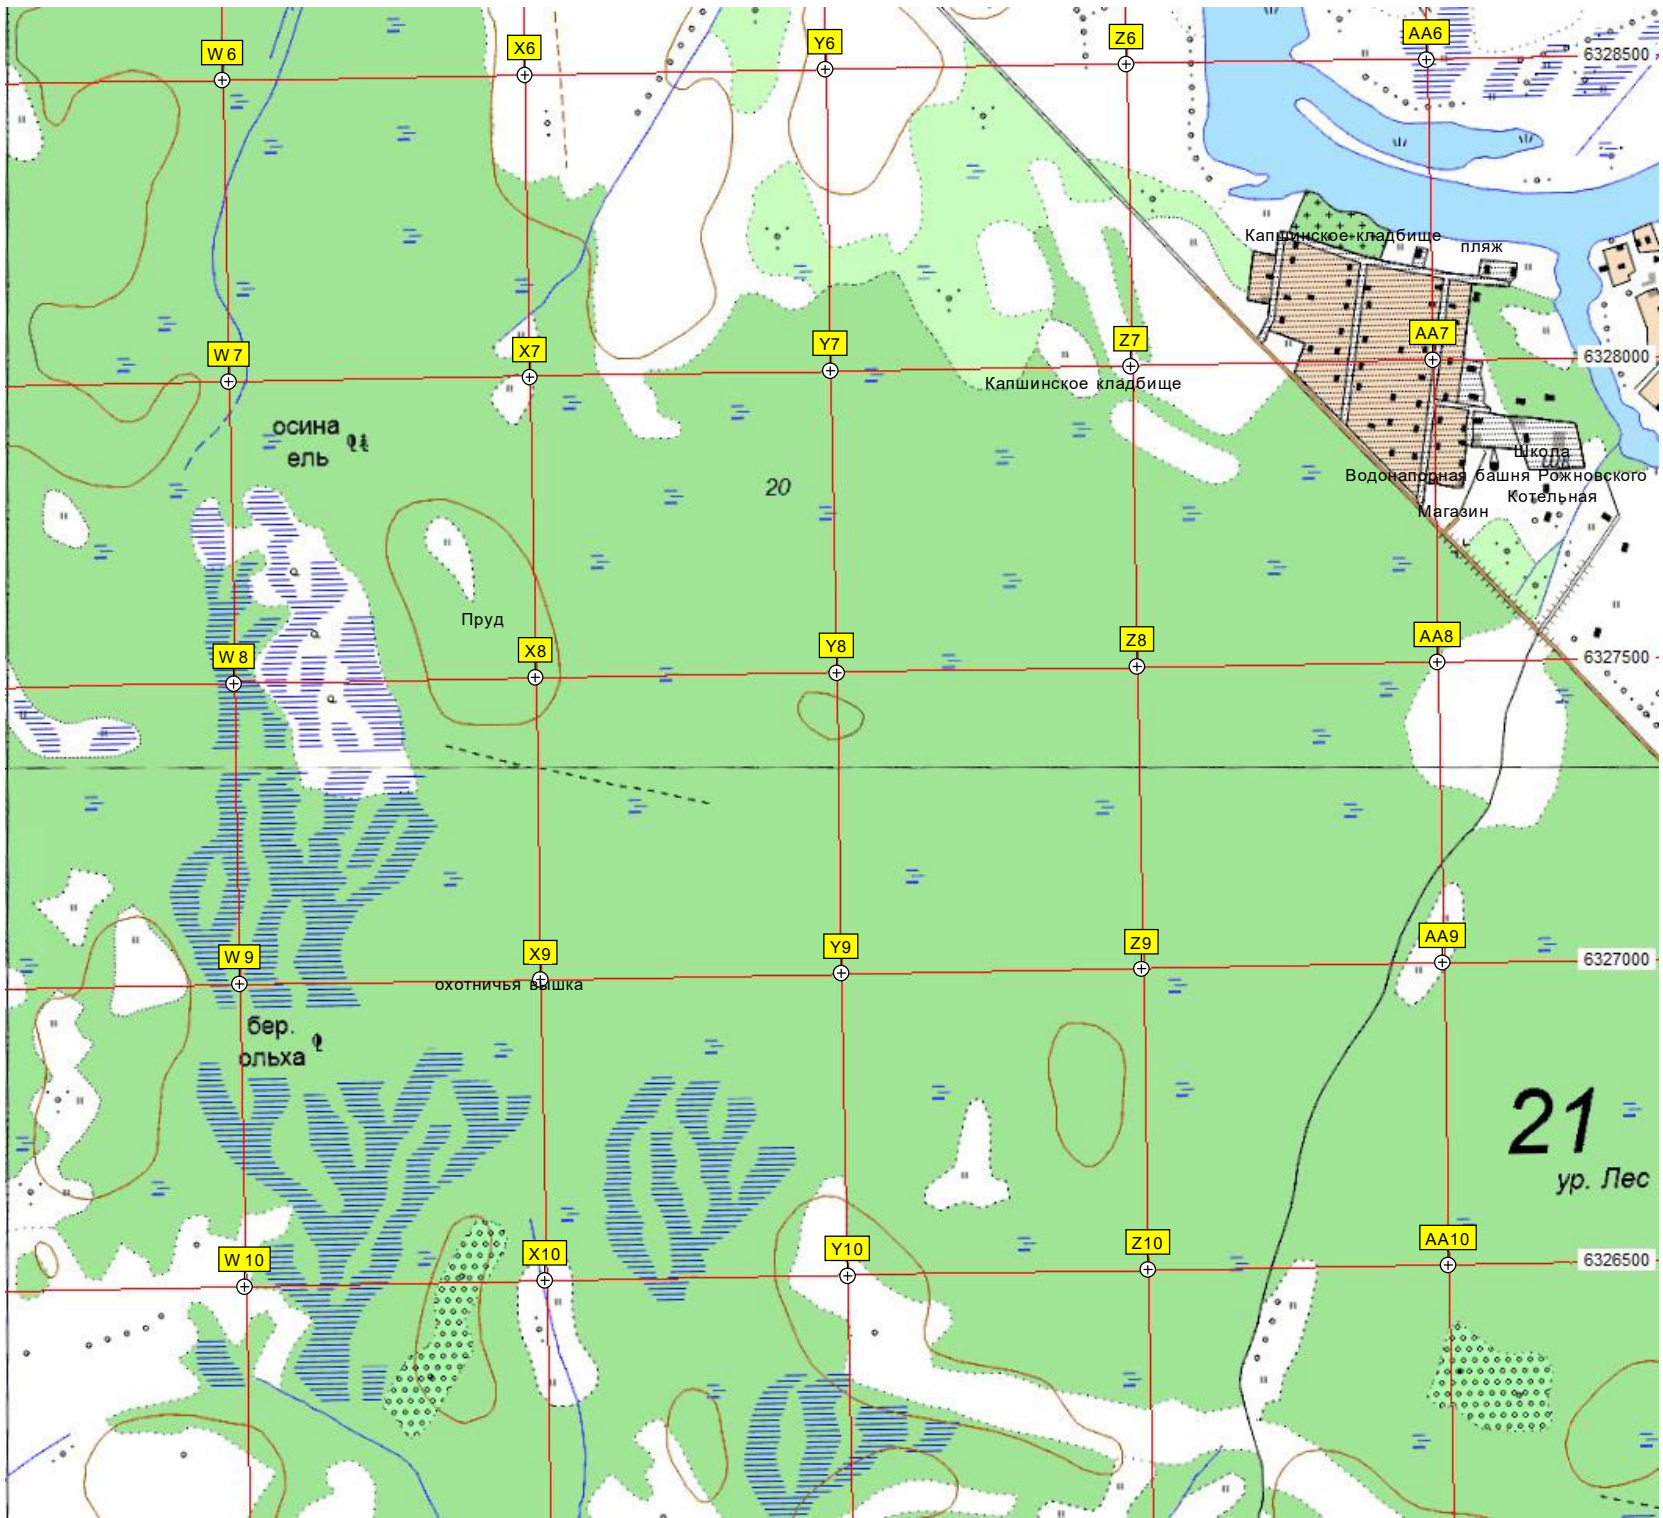 W 6
X6
Y6
Z6
AA6
6328500
Капшинское кладбище
пляж
W 7
X7
Y7
Z7
AA7
6328000
Капшинское кладбище
осина
ель
20
Школа
Водонапорная башня Рожновского
Котельная
Магазин
Пруд
W 8
X8
Y8
Z8
AA8
6327500
W 9
X9
Y9
Z9
AA9
6327000
охотничья вышка
бер.
ольха
21
ур. Лес
W 10
X10
Y10
Z10
AA10
6326500